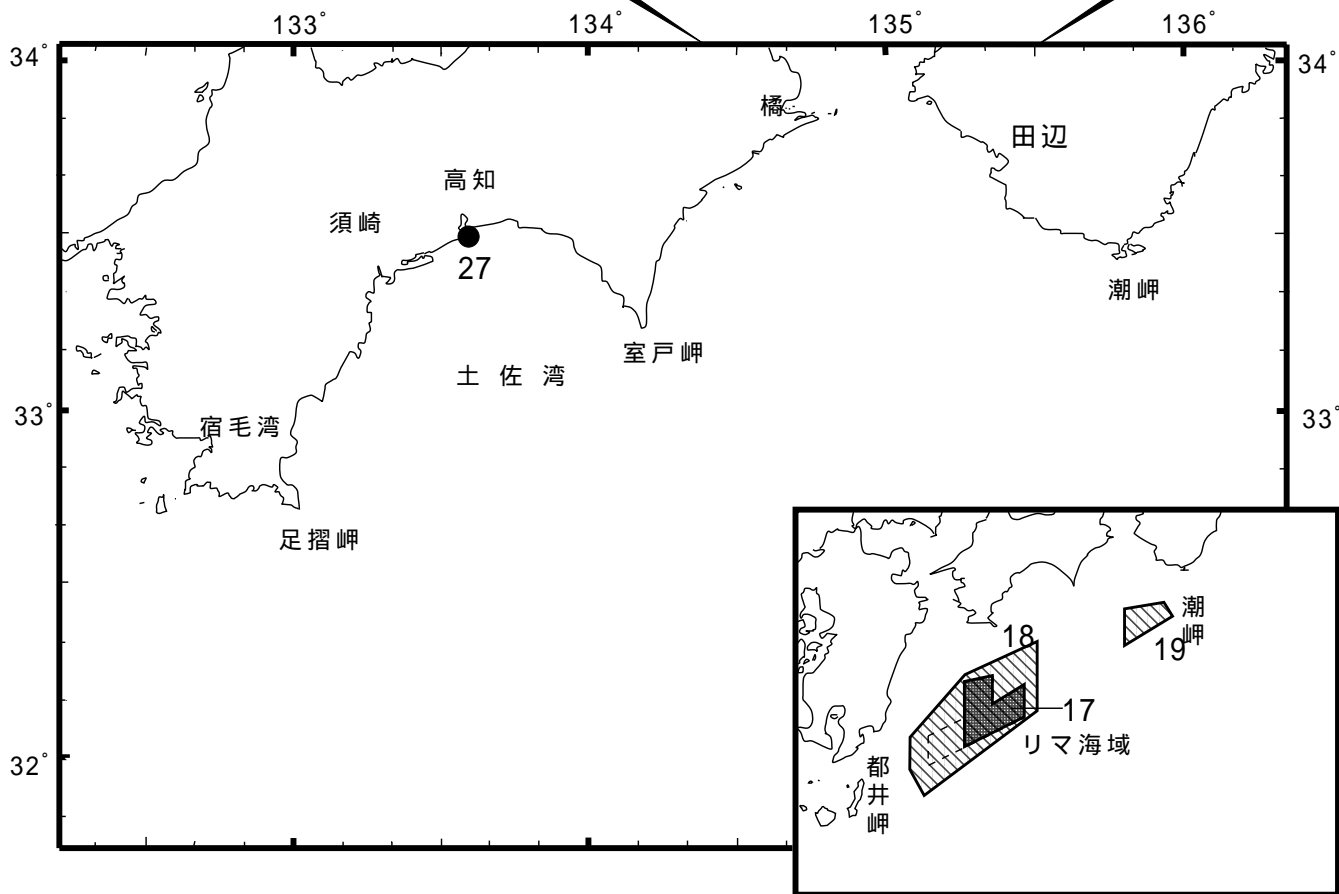 133°
134°
135°
136°
34°
34°
橘
田辺
高知
須崎
27
潮岬
室戸岬
土佐湾
33°
33°
宿毛湾
足摺岬
潮岬
18
19
17
リマ海域
32°
都井岬